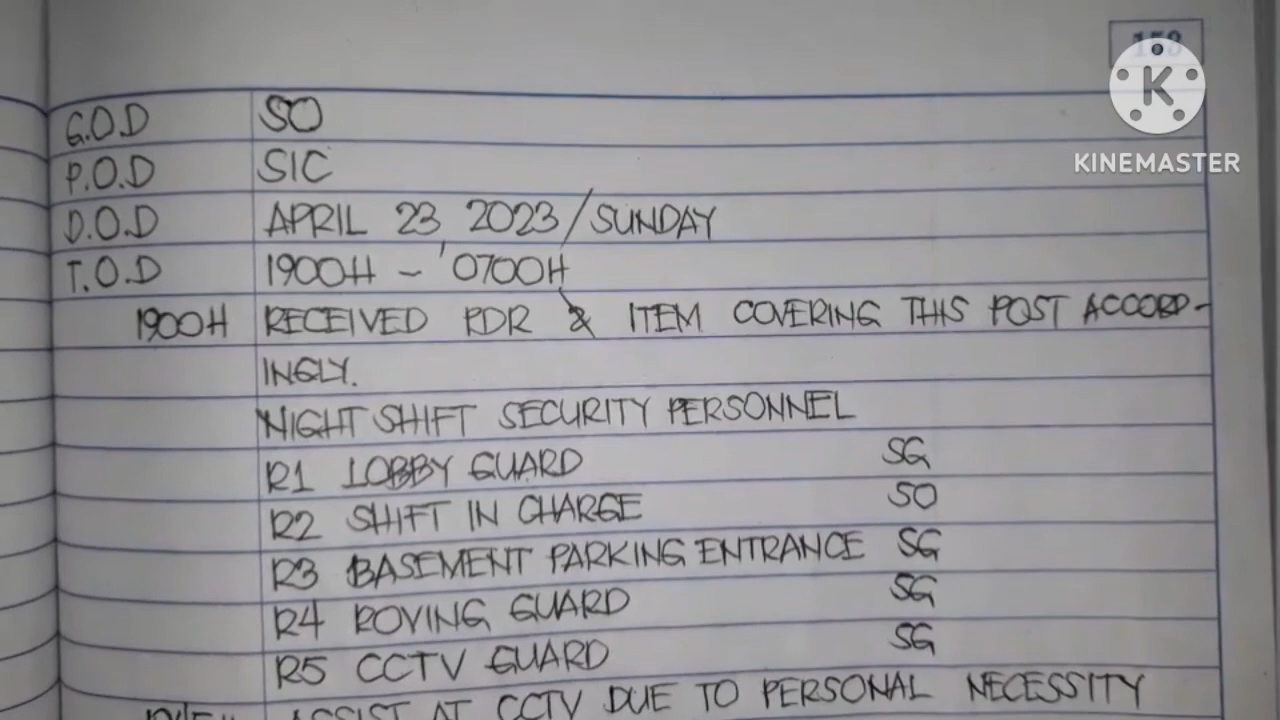 G.O.D SO
P.O.D SIC
D.O.D APRIL 23, 2023/SUNDAY
T.O.D 1900H - 0700H
1900H RECEIVED PDR & ITEM COVERING THIS POST ACCORD-
INGLY.
NIGHT SHIFT SECURITY PERSONNEL
R1 LOBBY GUARD SG
R2 SHIFT IN CHARGE SO
R3 BASEMENT PARKING ENTRANCE SG
R4 ROVING GUARD SG
R5 CCTV GUARD SG
ASSIST AT CCTV DUE TO PERSONAL NECESSITY
K
KINEMASTER